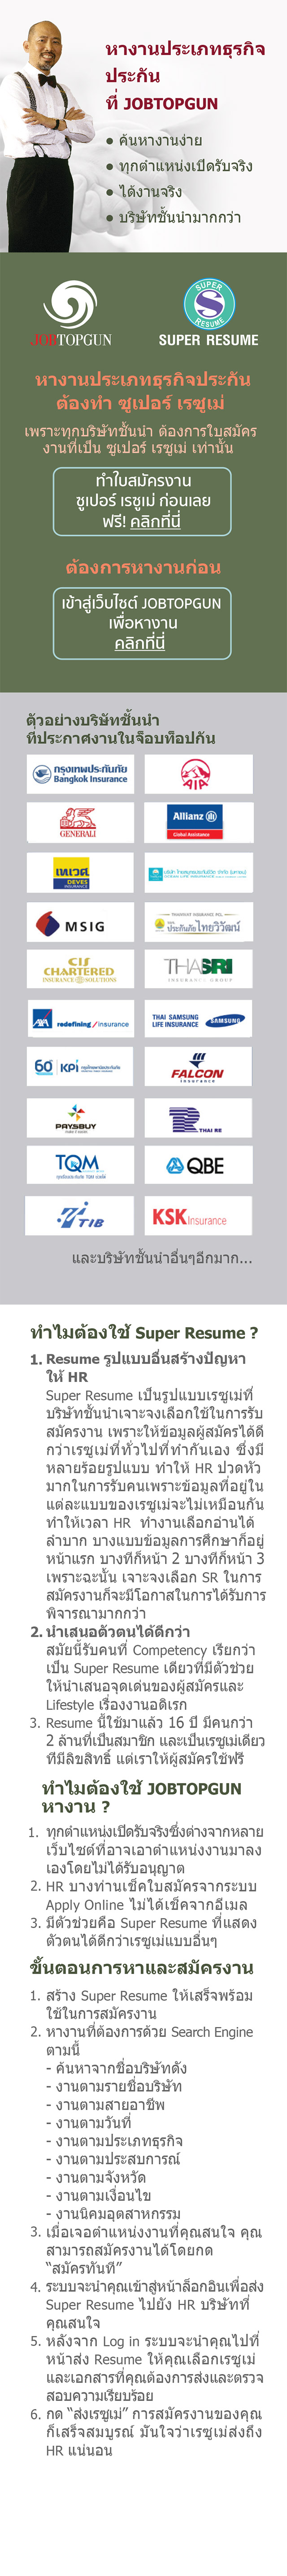 หางานประเภทธุรกิจ
ประกัน
ที่ JOBTOPGUN
● ค้นหางานง่าย
● ทุกตำแหน่งเปิดรับจริง
● ได้งานจริง
● บริษัทชั้นนำมากกว่า
JOBTOPGUN
SUPER
S
RESUME
SUPER RESUME
หางานประเภทธุรกิจประกัน
ต้องทำ ซูเปอร์ เรซูเม่
เพราะทุกบริษัทชั้นนำ ต้องการใบสมัคร
งานที่เป็น ซูเปอร์ เรซูเม่ เท่านั้น
ทำใบสมัครงาน
ซูเปอร์ เรซูเม่ ก่อนเลย
ฟรี! คลิกที่นี่
ต้องการหางานก่อน
เข้าสู่เว็บไซต์ JOBTOPGUN
เพื่อหางาน
คลิกที่นี่
ตัวอย่างบริษัทชั้นนำ
ที่ประกาศงานในจ็อบท็อปกัน
กรุงเทพประกันภัย
Bangkok Insurance
AIA
GENERALI
Allianz
Global Assistance
เทเวศ
DEVES
INSURANCE
MSIG
THAIVIVAT INSURANCE PCL.
ประกันภัยไทยวิวัฒน์
CIS
CHARTERED
INSURANCE SOLUTIONS
THAISRI
INSURANCE GROUP
AXA redefining / insurance
THAI SAMSUNG
LIFE INSURANCE
SAMSUNG
60 KPI กรุงไทยพานิชประกันภัย
FALCON
insurance
PAYSBUY
THAI RE
TQM
QBE
TIB
KSK Insurance
และบริษัทชั้นนำอื่นๆอีกมาก...
ทำไมต้องใช้ Super Resume ?
1. Resume รูปแบบอื่นสร้างปัญหา
ให้ HR
Super Resume เป็นรูปแบบเรซูเม่ที่
บริษัทชั้นนำเจาะจงเลือกใช้ในการรับ
สมัครงาน เพราะให้ข้อมูลผู้สมัครได้ดี
กว่าเรซูเม่ที่ทั่วไปที่ทำกันเอง ซึ่งมี
หลายร้อยรูปแบบ ทำให้ HR ปวดหัว
มากในการรับคนเพราะข้อมูลที่อยู่ใน
แต่ละแบบของเรซูเม่จะไม่เหมือนกัน
ทำให้เวลา HR ทำงานเลือกอ่านได้
ลำบาก บางแบบข้อมูลการศึกษาก็อยู่
หน้าแรก บางทีก็หน้า 2 บางทีก็หน้า 3
เพราะฉะนั้น เจาะจงเลือก SR ในการ
สมัครงานก็จะมีโอกาสในการได้รับการ
พิจารณามากกว่า
2. นำเสนอตัวตนได้ดีกว่า
สมัยนี้รับคนที่ Competency เรียกว่า
เป็น Super Resume เดียวที่มีตัวช่วย
ให้นำเสนอจุดเด่นของผู้สมัครและ
Lifestyle เรื่องงานอดิเรก
3. Resume นี้ใช้มาแล้ว 16 ปี มีคนกว่า
2 ล้านที่เป็นสมาชิก และเป็นเรซูเม่เดียว
ที่มีลิขสิทธิ์ แต่เราให้ผู้สมัครใช้ฟรี
ทำไมต้องใช้ JOBTOPGUN
หางาน ?
1. ทุกตำแหน่งเปิดรับจริงซึ่งต่างจากหลาย
เว็บไซต์ที่อาจเอาตำแหน่งงานมาลง
เองโดยไม่ได้รับอนุญาต
2. HR บางท่านเช็คใบสมัครจากระบบ
Apply Online ไม่ได้เช็คจากอีเมล
3. มีตัวช่วยคือ Super Resume ที่แสดง
ตัวตนได้ดีกว่าเรซูเม่แบบอื่นๆ
ขั้นตอนการหาและสมัครงาน
1. สร้าง Super Resume ให้เสร็จพร้อม
ใช้ในการสมัครงาน
2. หางานที่ต้องการด้วย Search Engine
ตามนี้
- ค้นหาจากชื่อบริษัทดัง
- งานตามรายชื่อบริษัท
- งานตามสายอาชีพ
- งานตามวันที่
- งานตามประเภทธุรกิจ
- งานตามประสบการณ์
- งานตามจังหวัด
- งานตามเงื่อนไข
- งานนิคมอุตสาหกรรม
3. เมื่อเจอตำแหน่งงานที่คุณสนใจ คุณ
สามารถสมัครงานได้โดยกด
“สมัครทันที”
4. ระบบจะนำคุณเข้าสู่หน้าล็อกอินเพื่อส่ง
Super Resume ไปยัง HR บริษัทที่
คุณสนใจ
5. หลังจาก Log in ระบบจะนำคุณไปที่
หน้าส่ง Resume ให้คุณเลือกเรซูเม่
และเอกสารที่คุณต้องการส่งและตรวจ
สอบความเรียบร้อย
6. กด “ส่งเรซูเม่” การสมัครงานของคุณ
ก็เสร็จสมบูรณ์ มั่นใจว่าเรซูเม่ส่งถึง
HR แน่นอน